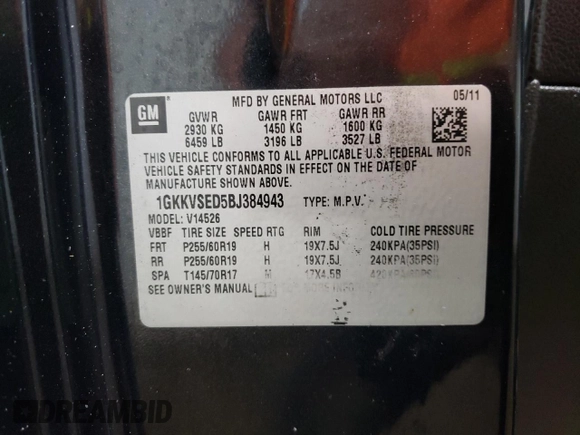 GM
MFD BY GENERAL MOTORS LLC 05/11
GVWR GAWR FRT GAWR RR
2930 KG 1450 KG 1600 KG
6459 LB 3196 LB 3527 LB
THIS VEHICLE CONFORMS TO ALL APPLICABLE U.S. FEDERAL MOTOR
VEHICLE SAFETY STANDARDS IN EFFECT ON THE DATE OF
MANUFACTURE SHOWN ABOVE.
1GKKVSED5BJ384943 TYPE: M.P.V.
MODEL: V14526
VBBF TIRE SIZE SPEED RTG RIM COLD TIRE PRESSURE
FRT P255/60R19 H 19X7.5J 240KPA(35PSI)
RR P255/60R19 H 19X7.5J 240KPA(35PSI)
SPA T145/70R17 M 17X4.5B
SEE OWNER'S MANUAL
DREAMBID